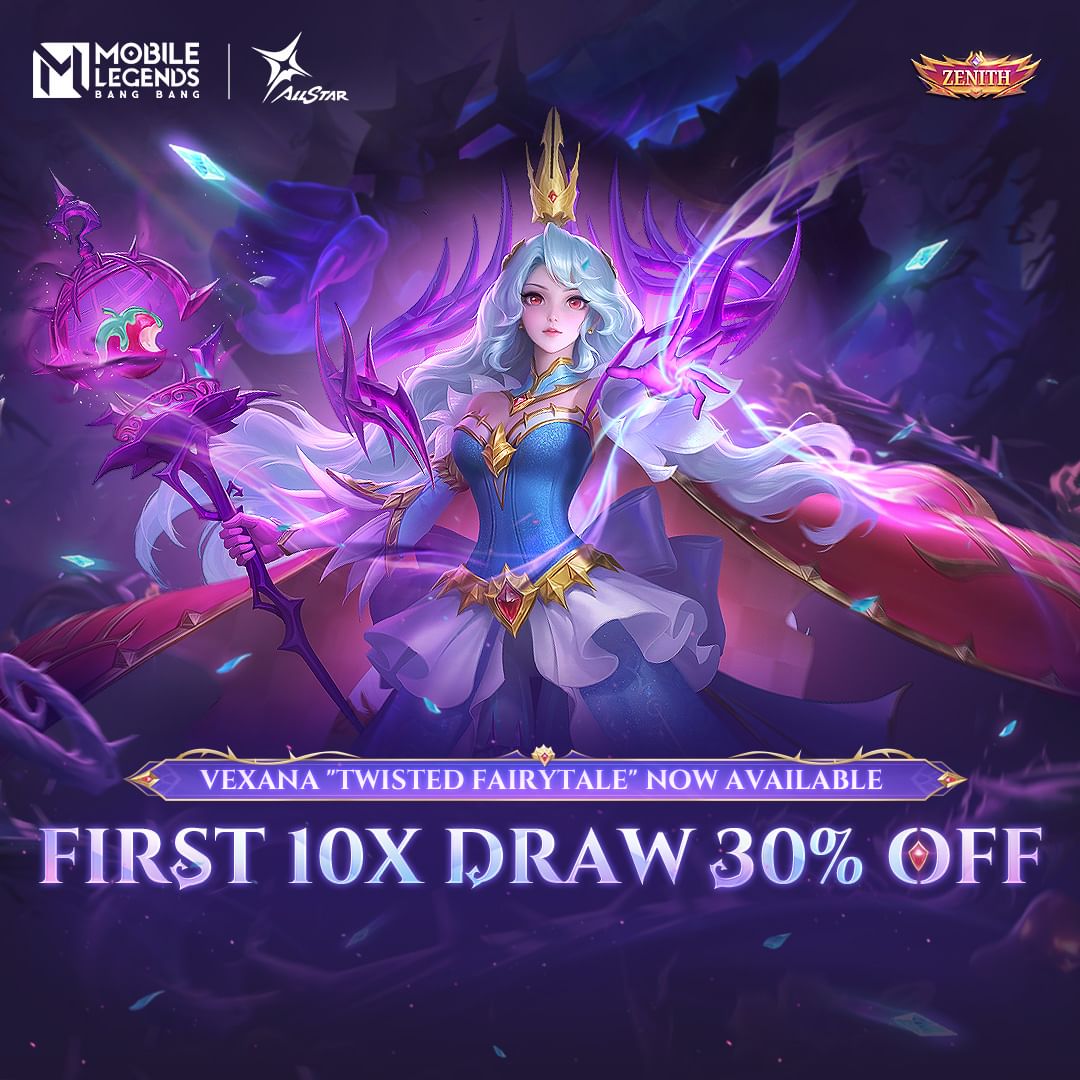 MOBILE
LEGENDS
BANG BANG
ALLSTAR
ZENITH
VEXANA "TWISTED FAIRYTALE" NOW AVAILABLE
FIRST 10X DRAW 30% OFF